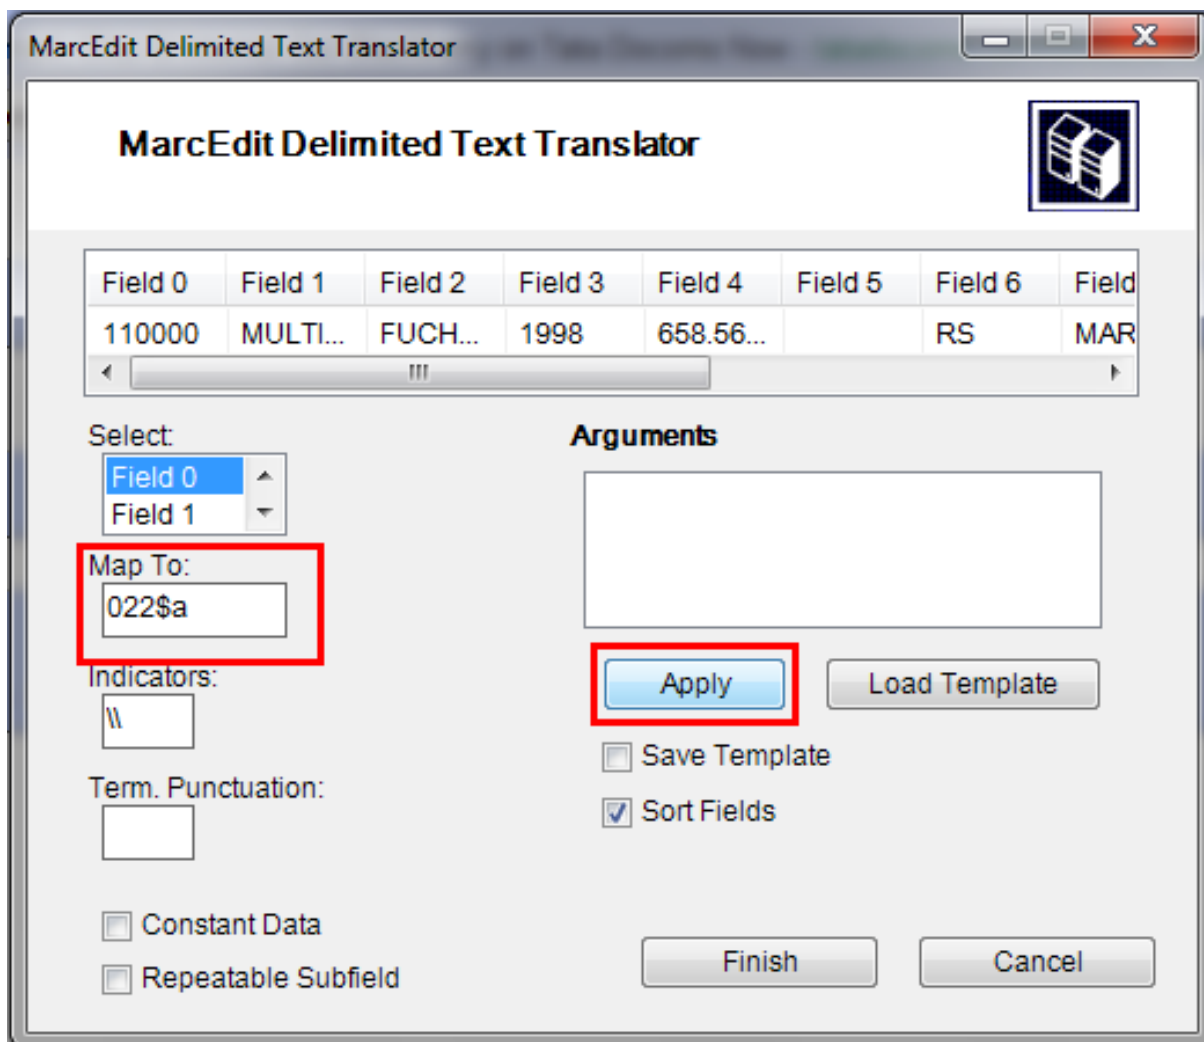 MarcEdit Delimited Text Translator
MarcEdit Delimited Text Translator
Field 0 Field 1 Field 2 Field 3 Field 4 Field 5 Field 6 Field
110000 MULTI... FUCH... 1998 658.56... RS MAR
Select:
Field 0
Field 1
Map To:
022$a
Indicators:
\\
Term. Punctuation:
Constant Data
Repeatable Subfield
Arguments
Apply Load Template
Save Template
Sort Fields
Finish Cancel